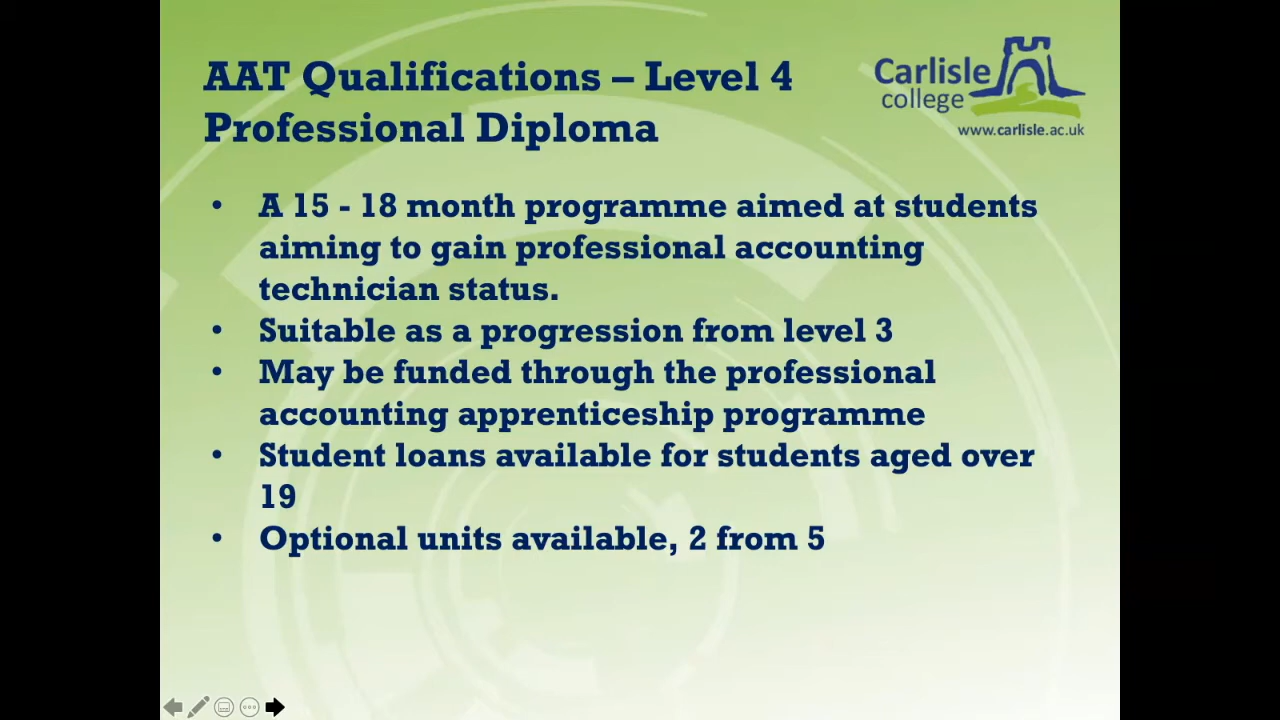 AAT Qualifications – Level 4
Professional Diploma
Carlisle
college
www.carlisle.ac.uk
• A 15 - 18 month programme aimed at students
aiming to gain professional accounting
technician status.
• Suitable as a progression from level 3
• May be funded through the professional
accounting apprenticeship programme
• Student loans available for students aged over
19
• Optional units available, 2 from 5